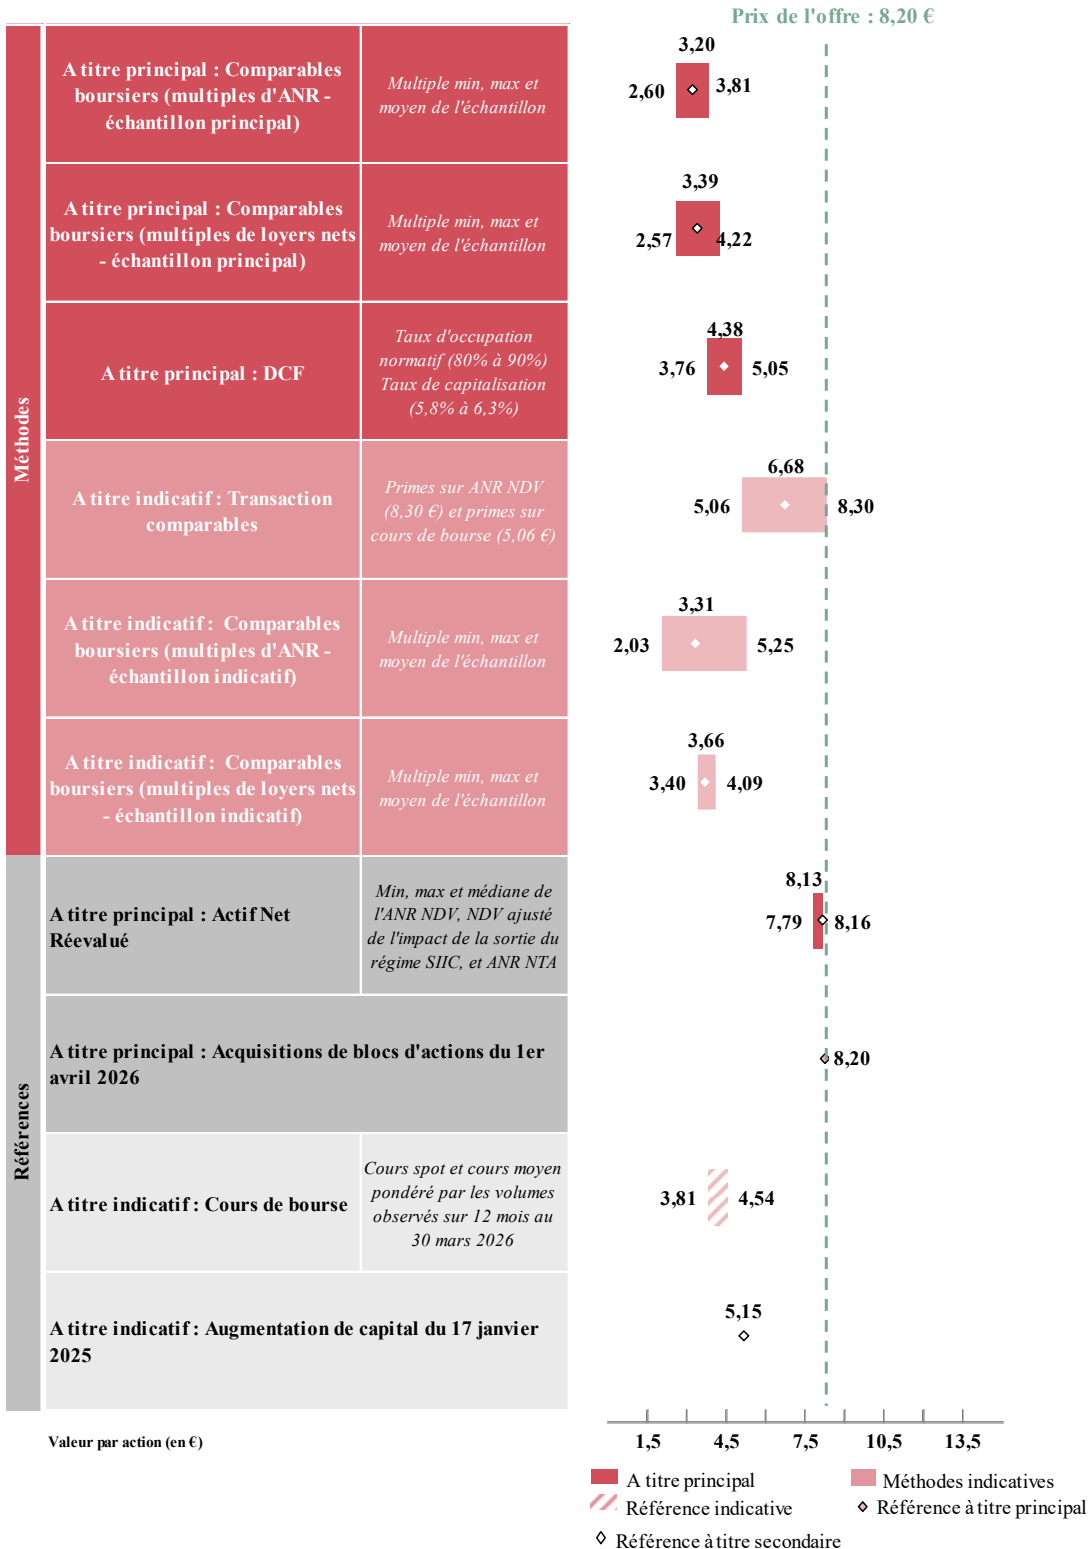 Prix de l'offre : 8,20 €
Méthodes
A titre principal : Comparables
boursiers (multiples d'ANR -
échantillon principal)
Multiple min, max et
moyen de l'échantillon
3,20
2,60
3,81
A titre principal : Comparables
boursiers (multiples de loyers nets
- échantillon principal)
Multiple min, max et
moyen de l'échantillon
3,39
2,57
4,22
A titre principal : DCF
Taux d'occupation
normatif (80% à 90%)
Taux de capitalisation
(5,8% à 6,3%)
4,38
3,76
5,05
A titre indicatif : Transaction
comparables
Primes sur ANR NDV
(8,30 €) et primes sur
cours de bourse (5,06 €)
6,68
5,06
8,30
A titre indicatif : Comparables
boursiers (multiples d'ANR -
échantillon indicatif)
Multiple min, max et
moyen de l'échantillon
3,31
2,03
5,25
A titre indicatif : Comparables
boursiers (multiples de loyers nets
- échantillon indicatif)
Multiple min, max et
moyen de l'échantillon
3,66
3,40
4,09
Références
A titre principal : Actif Net
Réevalué
Min, max et médiane de
l'ANR NDV, NDV ajusté
de l'impact de la sortie du
régime SIIC, et ANR NTA
8,13
7,79
8,16
A titre principal : Acquisitions de blocs d'actions du 1er
avril 2026
8,20
A titre indicatif : Cours de bourse
Cours spot et cours moyen
pondéré par les volumes
observés sur 12 mois au
30 mars 2026
3,81
4,54
A titre indicatif : Augmentation de capital du 17 janvier
2025
5,15
Valeur par action (en €)
1,5 4,5 7,5 10,5 13,5
A titre principal
Méthodes indicatives
Référence indicative
Référence à titre principal
Référence à titre secondaire